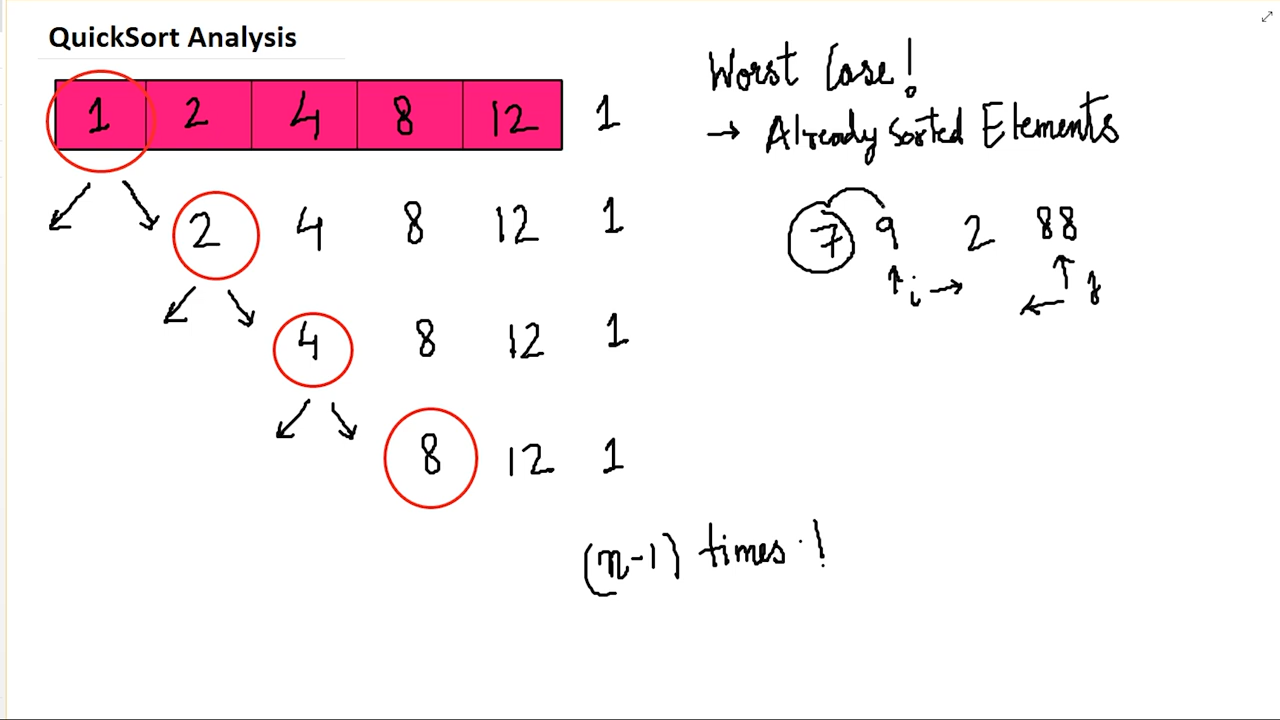 QuickSort Analysis
Worst Case!
1 2 4 8 12 1
→ Already Sorted Elements
2 4 8 12 1
7 9 2 88
i → ← j
4 8 12 1
8 12 1
(n-1) times !